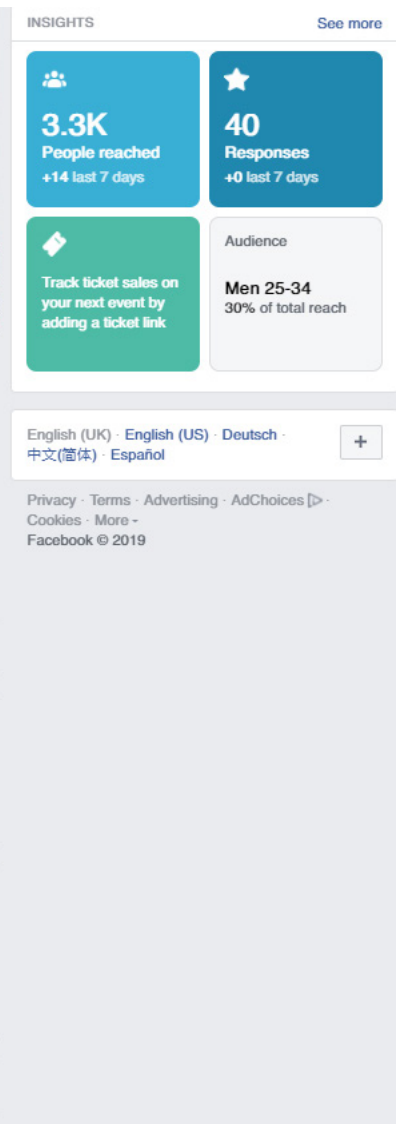 INSIGHTS See more
3.3K
People reached
+14 last 7 days
40
Responses
+0 last 7 days
Track ticket sales on
your next event by
adding a ticket link
Audience
Men 25-34
30% of total reach
English (UK) · English (US) · Deutsch ·
中文(简体) · Español
+
Privacy · Terms · Advertising · AdChoices ·
Cookies · More
Facebook © 2019